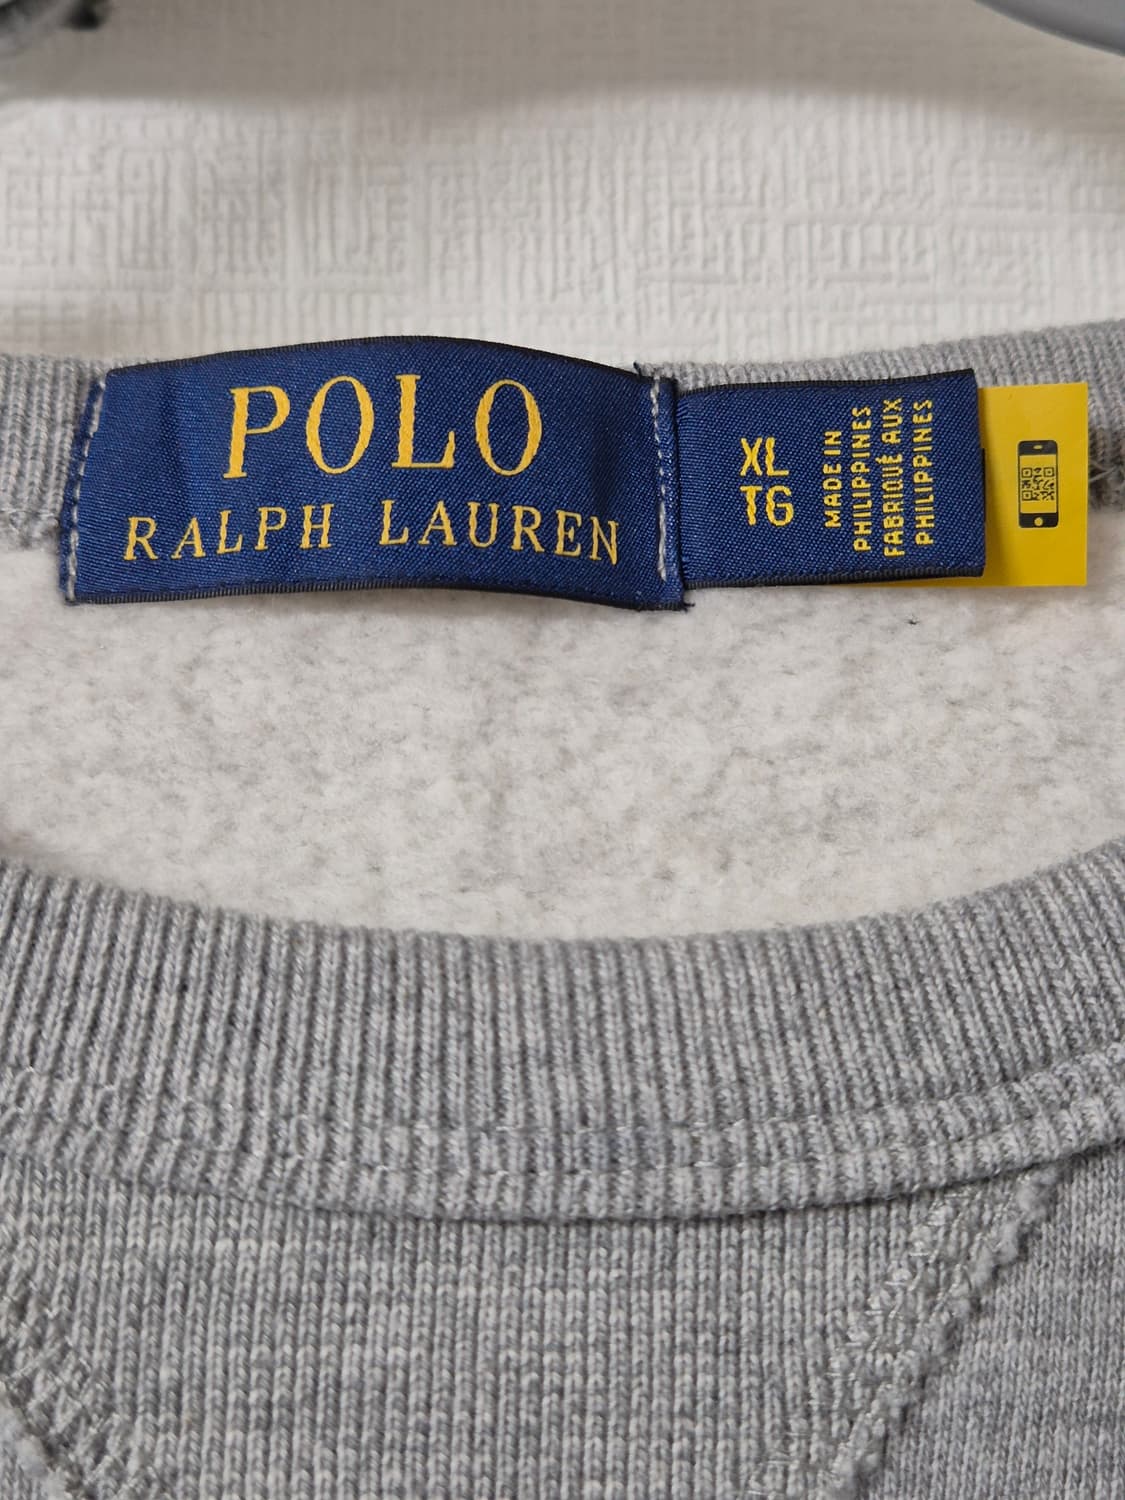 POLO
RALPH LAUREN
XL
TG
MADE IN
PHILIPPINES
FABRIQUÉ AUX
PHILIPPINES